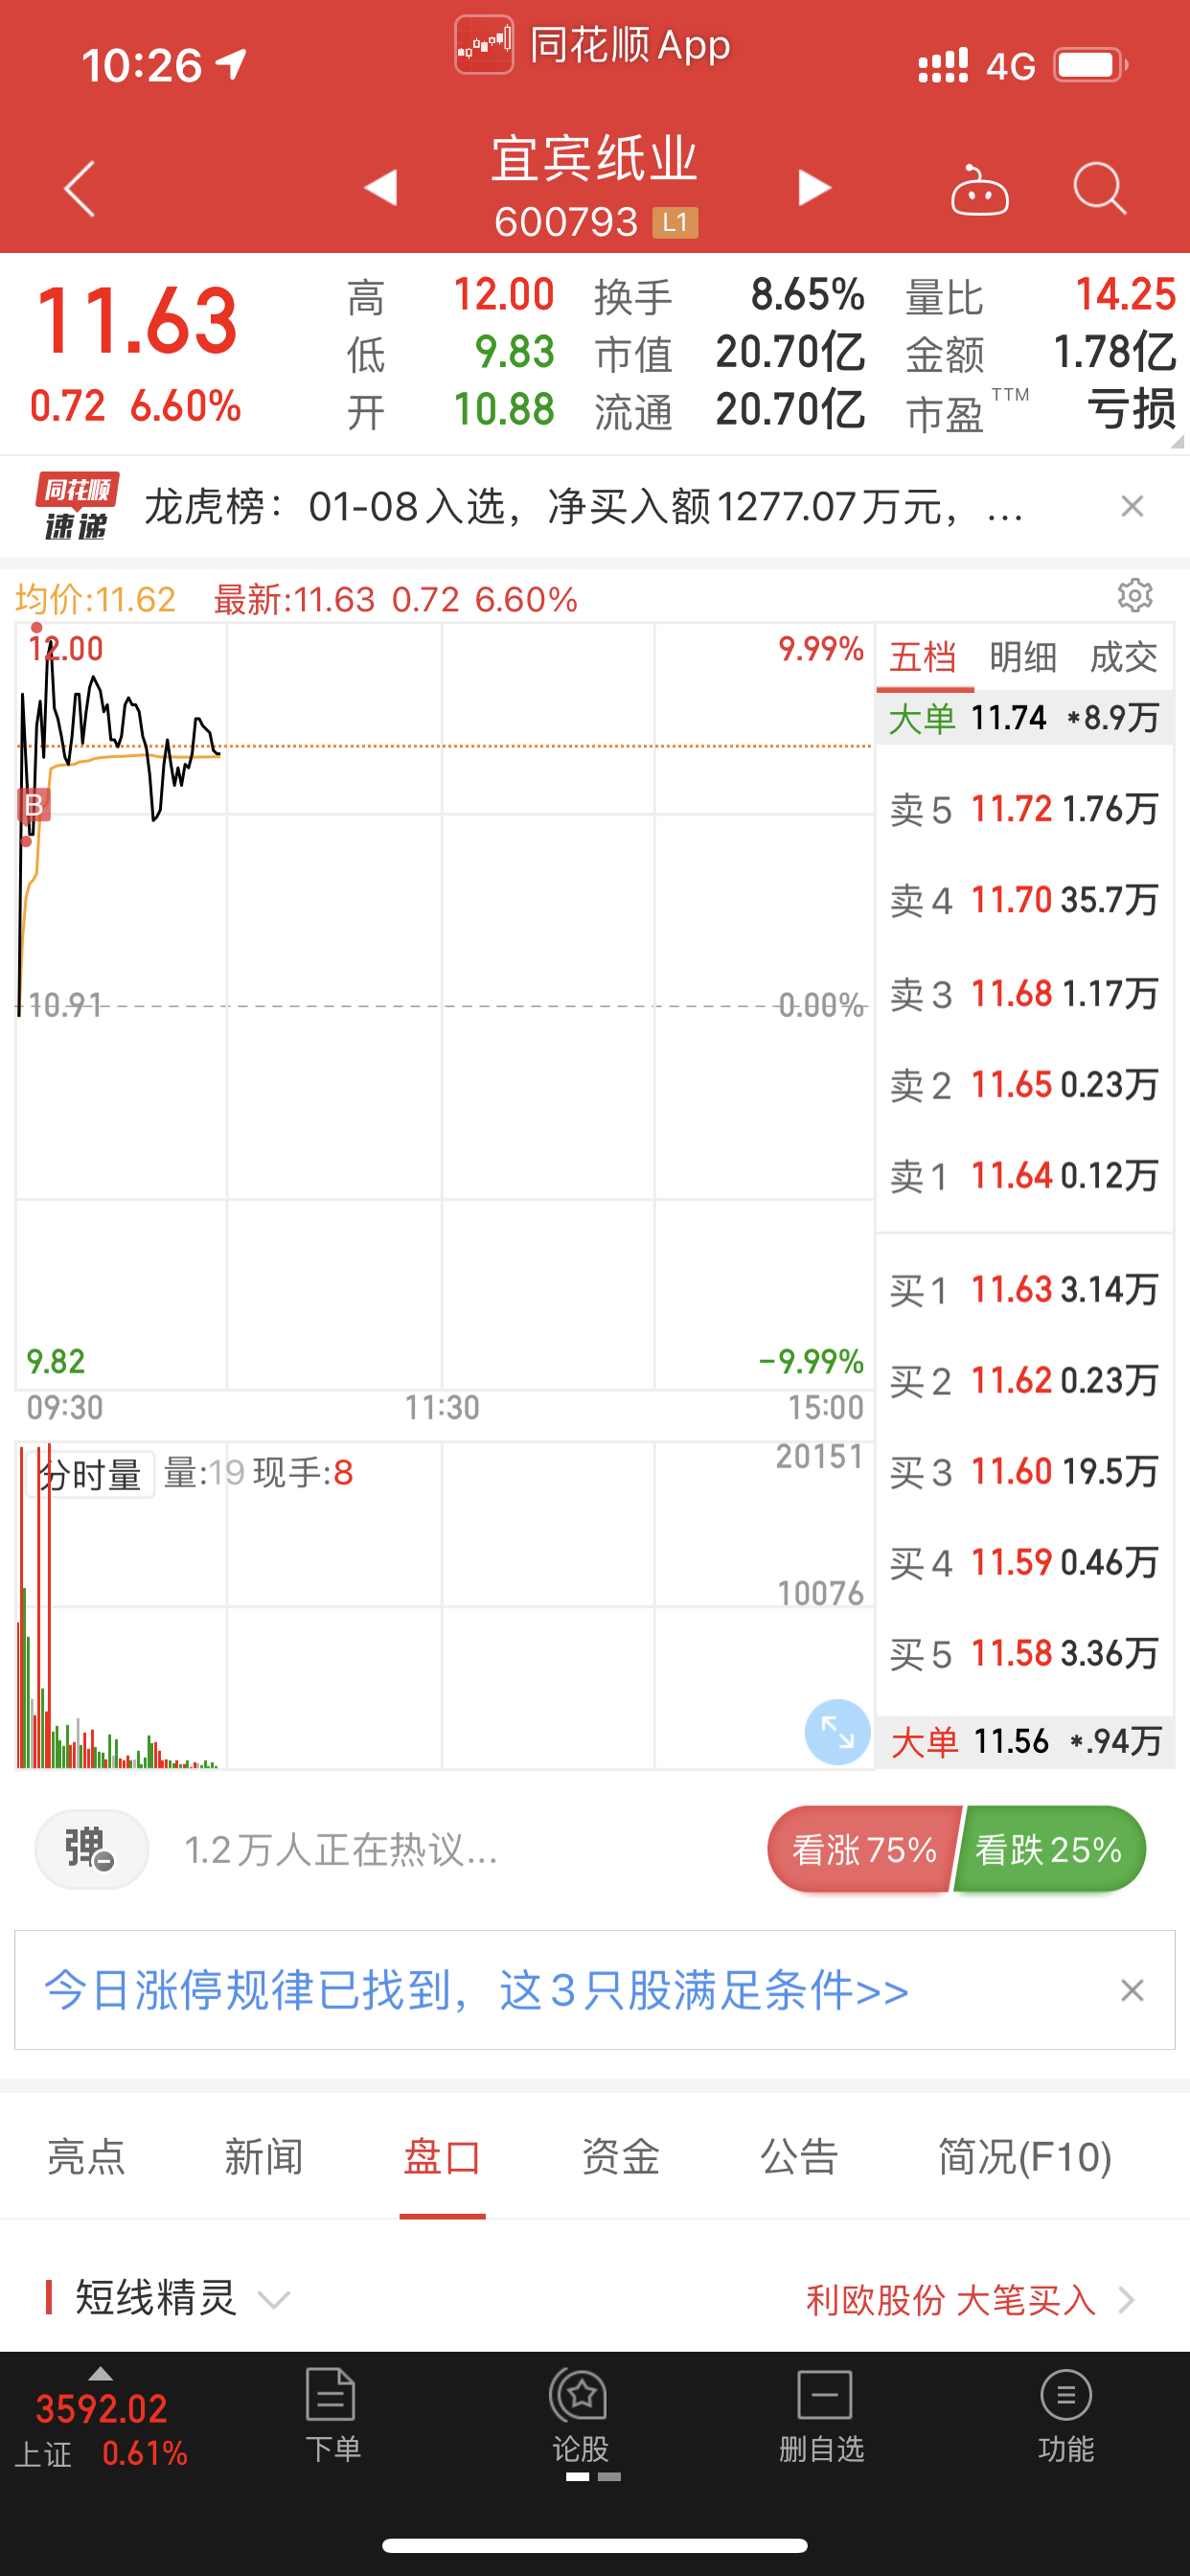 10:26
同花顺App
4G
宜宾纸业
600793 L1
11.63
0.72 6.60%
高 12.00 换手 8.65% 量比 14.25
低 9.83 市值 20.70亿 金额 1.78亿
开 10.88 流通 20.70亿 市盈TTM 亏损
同花顺
速递
龙虎榜：01-08入选，净买入额1277.07万元，...
均价:11.62 最新:11.63 0.72 6.60%
12.00 9.99%
B
10.91 0.00%
9.82 -9.99%
09:30 11:30 15:00
分时量 量:19 现手:8
20151
10076
五档 明细 成交
大单 11.74 *8.9万
卖5 11.72 1.76万
卖4 11.70 35.7万
卖3 11.68 1.17万
卖2 11.65 0.23万
卖1 11.64 0.12万
买1 11.63 3.14万
买2 11.62 0.23万
买3 11.60 19.5万
买4 11.59 0.46万
买5 11.58 3.36万
大单 11.56 *.94万
弹 1.2万人正在热议... 看涨75% 看跌25%
今日涨停规律已找到，这3只股满足条件>>
亮点 新闻 盘口 资金 公告 简况(F10)
短线精灵 利欧股份 大笔买入
3592.02
上证 0.61%
下单 论股 删自选 功能